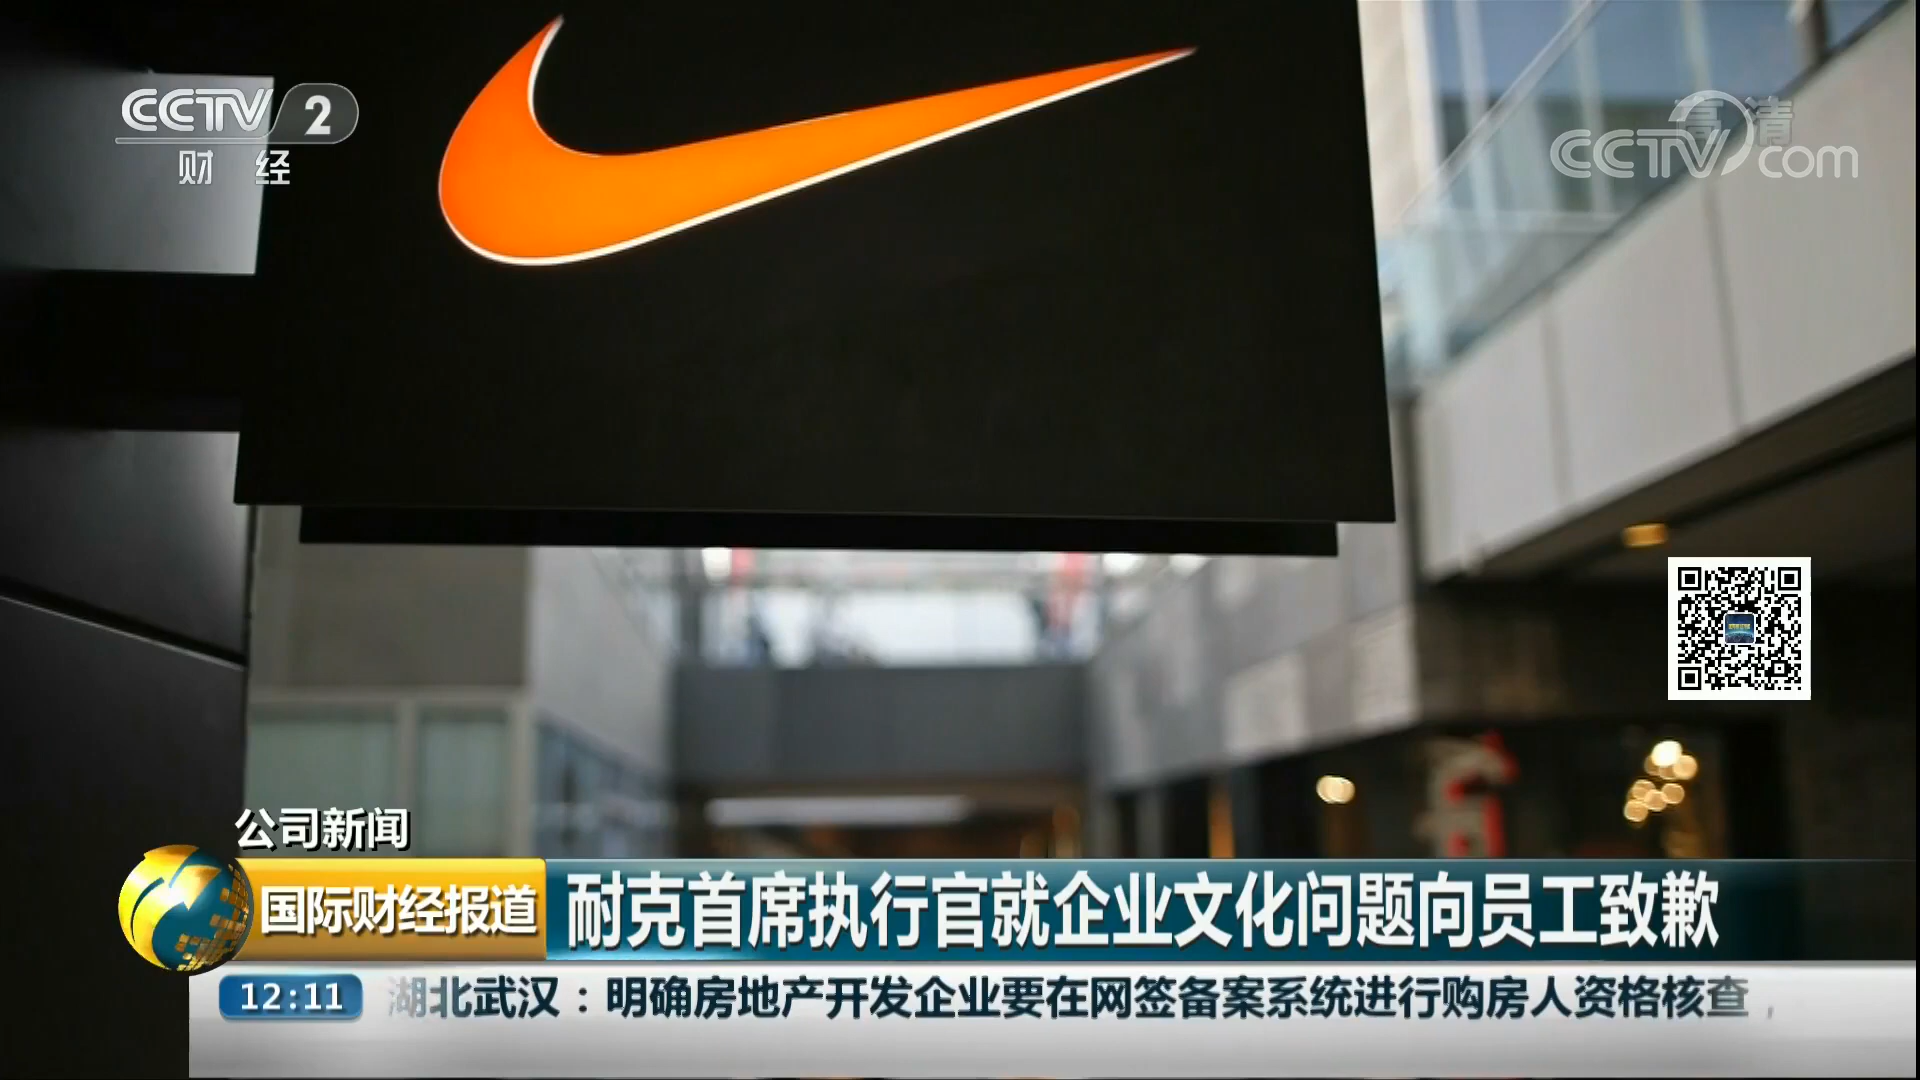 CCTV 2
财经
高清
CCTV com
公司新闻
国际财经报道
耐克首席执行官就企业文化问题向员工致歉
12:11
湖北武汉：明确房地产开发企业要在网签备案系统进行购房人资格核查，